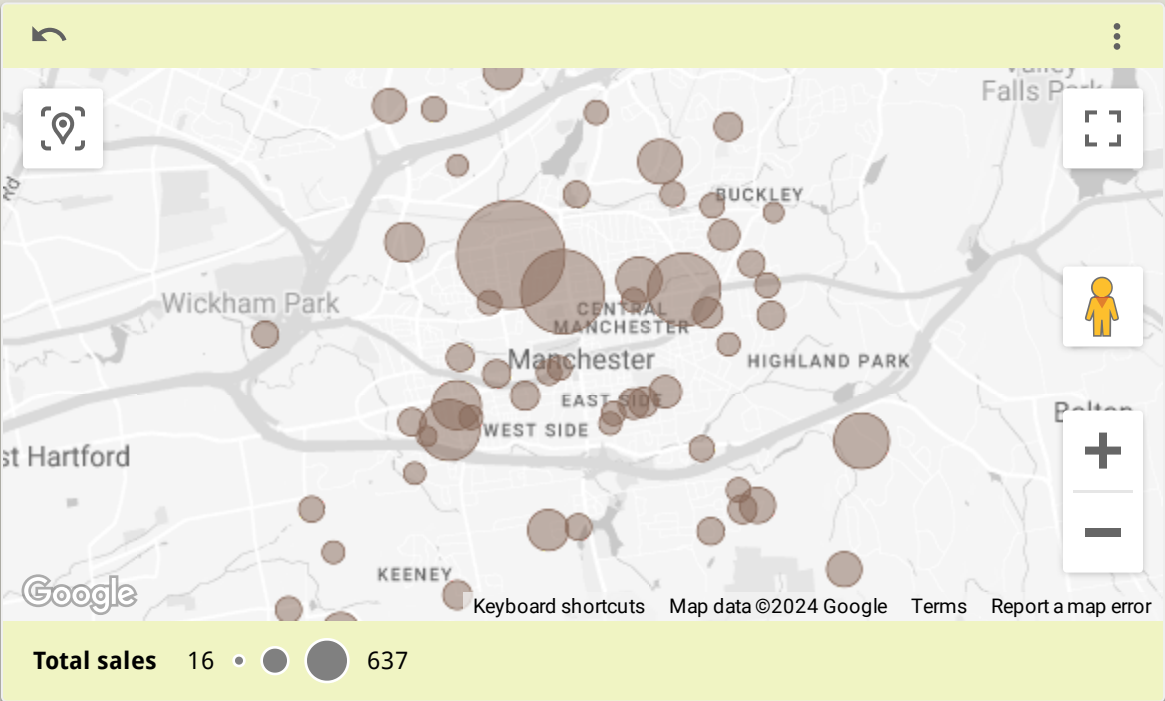 Valley
Falls Park
Rd
BUCKLEY
Wickham Park
CENTRAL
MANCHESTER
Manchester
HIGHLAND PARK
EAST SIDE
Bolton
WEST SIDE
st Hartford
KEENEY
Google
Keyboard shortcuts Map data ©2024 Google Terms Report a map error
Total sales 16 637